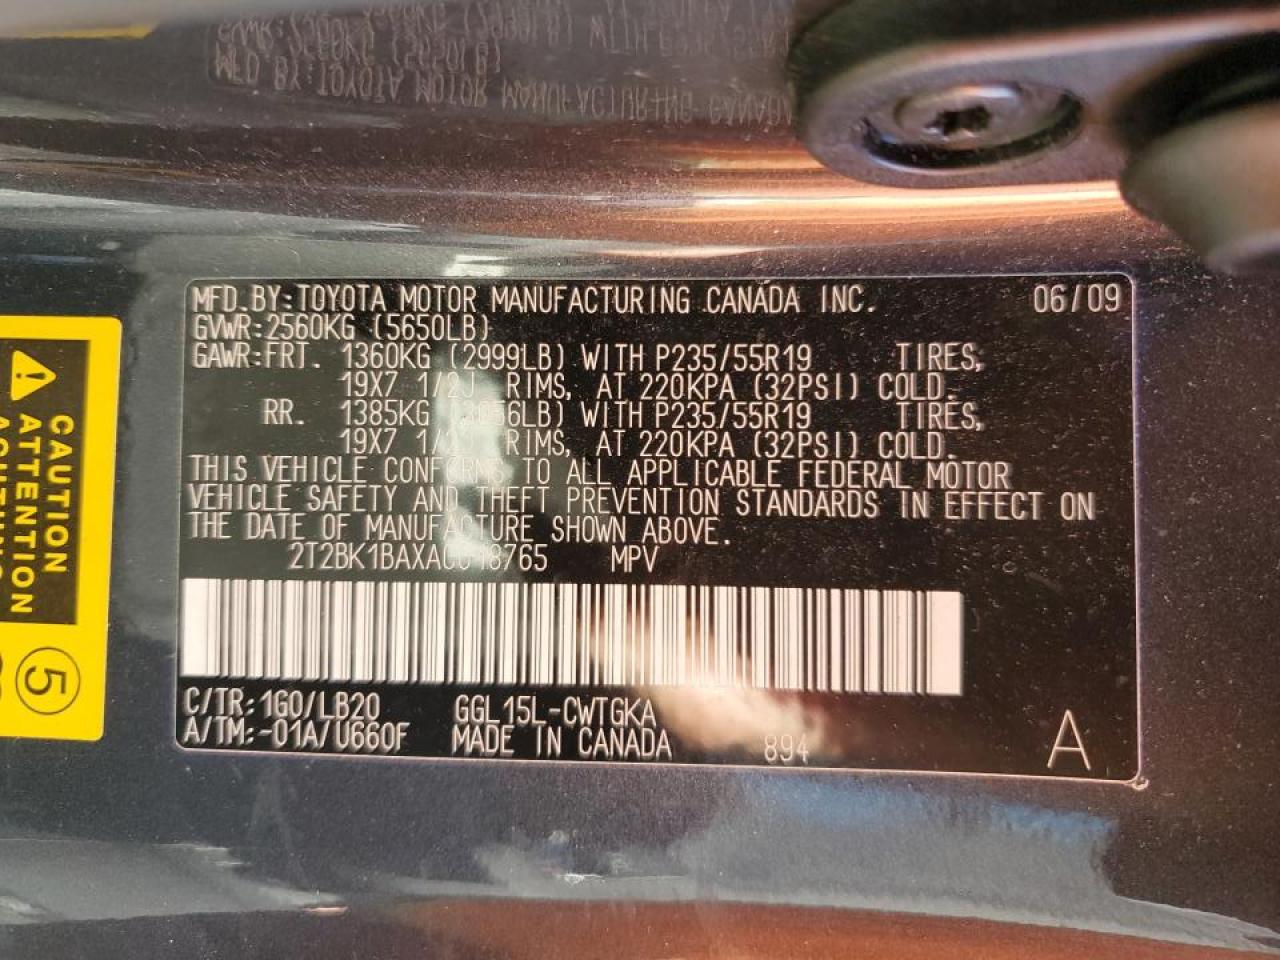 MFD.BY:TOYOTA MOTOR MANUFACTURING CANADA INC. 06/09
GVWR:2560KG (5650LB)
GAWR:FRT. 1360KG (2999LB) WITH P235/55R19 TIRES,
19X7 1/2J RIMS, AT 220KPA (32PSI) COLD.
RR. 1385KG (3056LB) WITH P235/55R19 TIRES,
19X7 RIMS, AT 220KPA (32PSI) COLD.
THIS VEHICLE CONFORMS TO ALL APPLICABLE FEDERAL MOTOR
VEHICLE SAFETY AND THEFT PREVENTION STANDARDS IN EFFECT ON
THE DATE OF MANUFACTURE SHOWN ABOVE.
MPV
C/TR:1G0/LB20 GGL15L-CWTGKA
A/TM:-01A/U660F MADE IN CANADA 894 A
CAUTION
ATTENTION
5